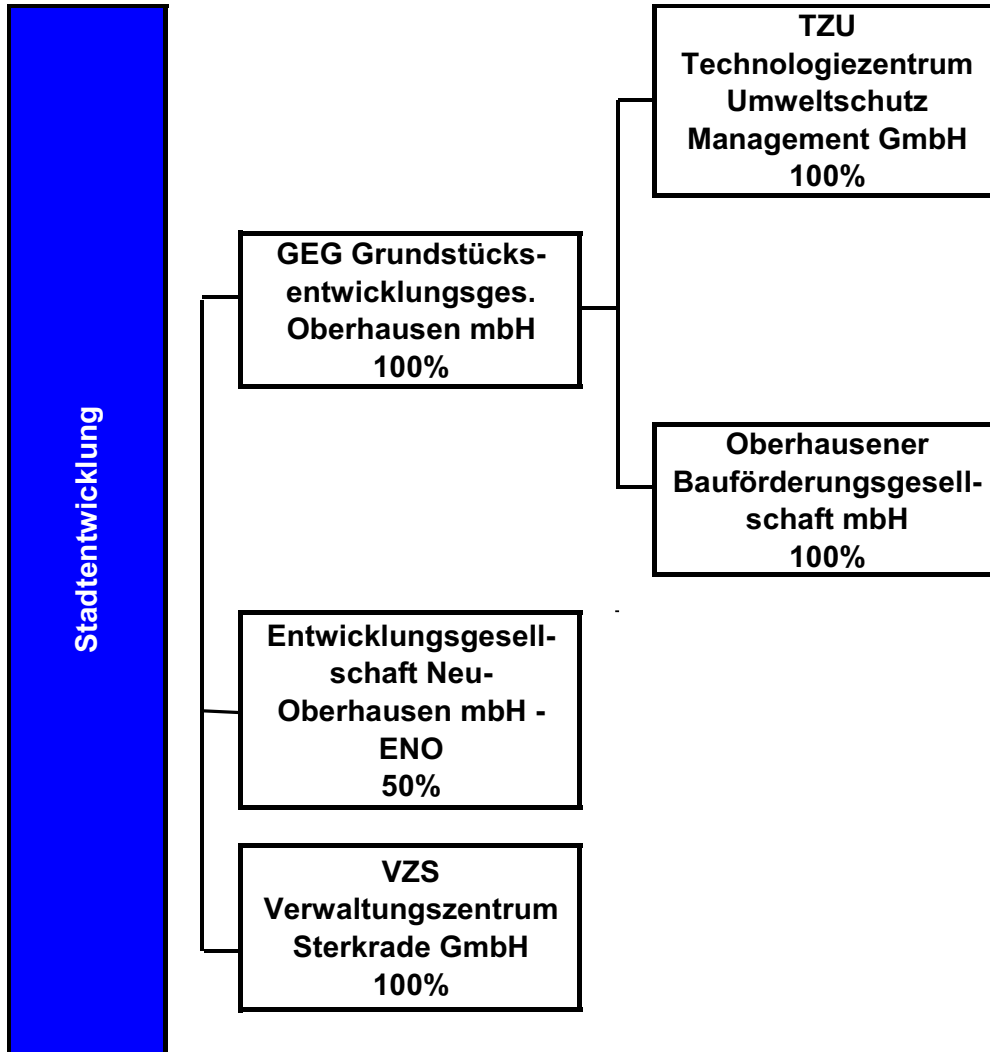 Stadtentwicklung
GEG Grundstücks-
entwicklungsges.
Oberhausen mbH
100%
TZU
Technologiezentrum
Umweltschutz
Management GmbH
100%
Oberhausener
Bauförderungsgesell-
schaft mbH
100%
Entwicklungsgesell-
schaft Neu-
Oberhausen mbH -
ENO
50%
VZS
Verwaltungszentrum
Sterkrade GmbH
100%